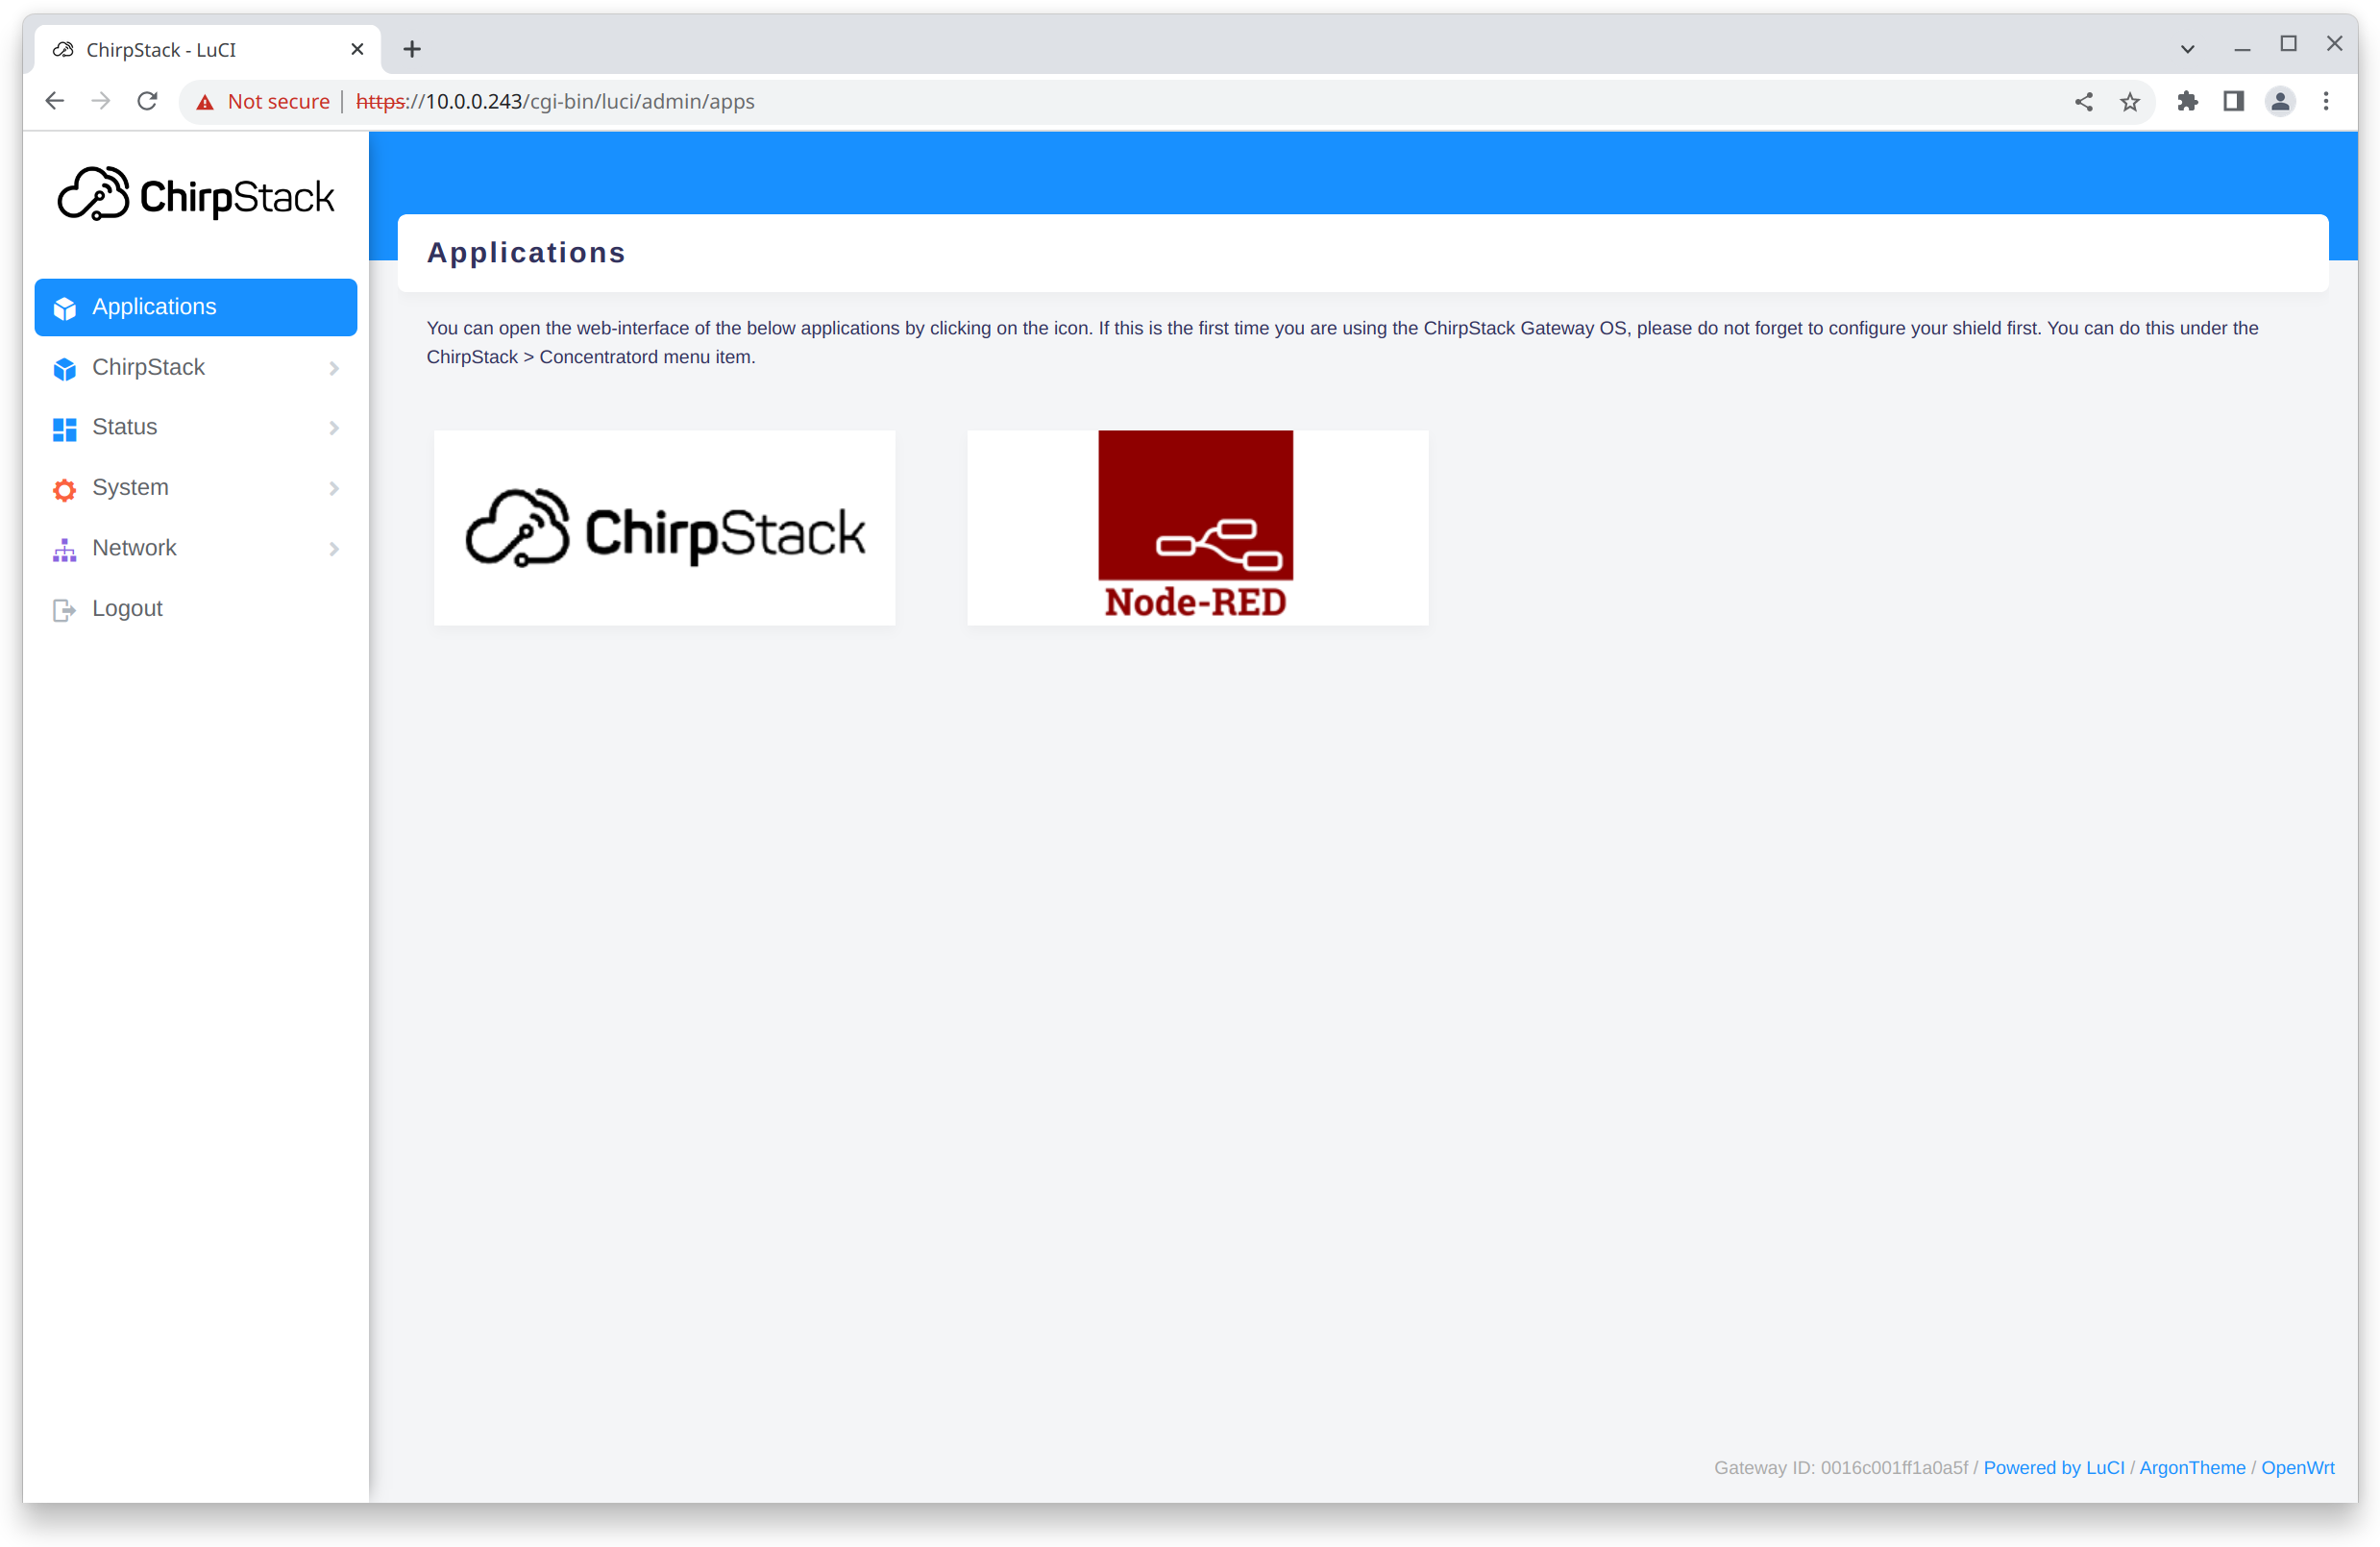 ChirpStack - LuCI
Not secure https://10.0.0.243/cgi-bin/luci/admin/apps
ChirpStack
Applications
ChirpStack
Status
System
Network
Logout
Applications
You can open the web-interface of the below applications by clicking on the icon. If this is the first time you are using the ChirpStack Gateway OS, please do not forget to configure your shield first. You can do this under the
ChirpStack > Concentratord menu item.
ChirpStack
Node-RED
Gateway ID: 0016c001ff1a0a5f / Powered by LuCI / ArgonTheme / OpenWrt